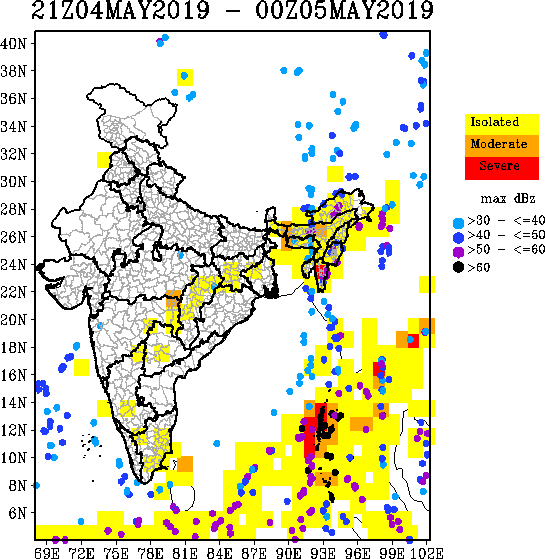 21Z04MAY2019 - 00Z05MAY2019
40N
38N
36N
34N
32N
30N
28N
26N
24N
22N
20N
18N
16N
14N
12N
10N
8N
6N
69E 72E 75E 78E 81E 84E 87E 90E 93E 96E 99E 102E
Isolated
Moderate
Severe
max dBz
>30 - <=40
>40 - <=50
>50 - <=60
>60